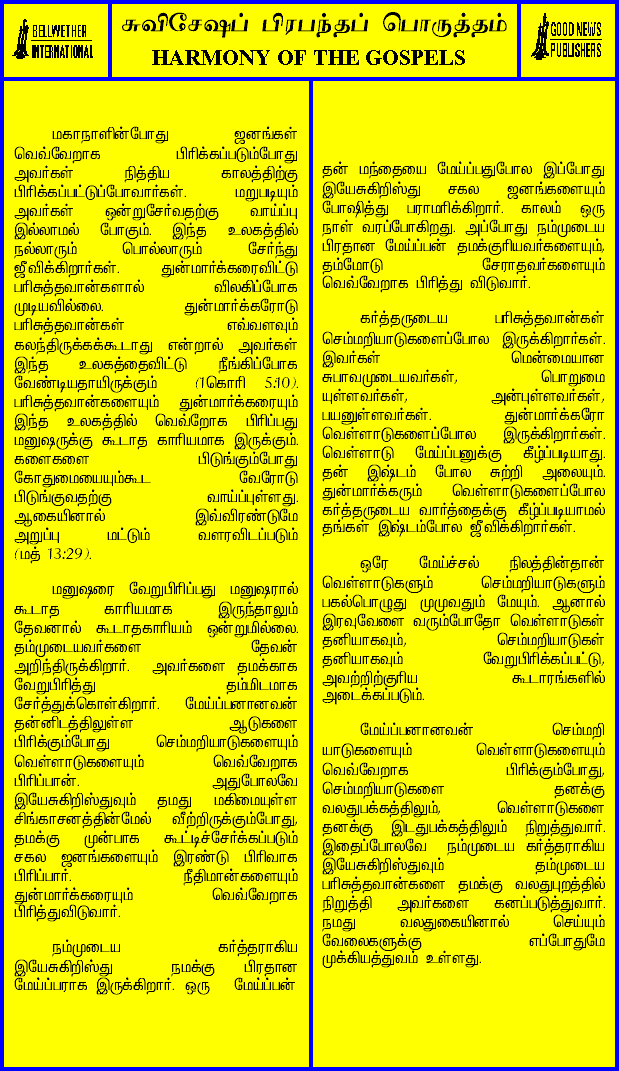 BELLWETHER
INTERNATIONAL
சுவிசேஷப் பிரபந்தப் பொருத்தம்
HARMONY OF THE GOSPELS
GOOD NEWS
PUBLISHERS
மகாநாளின்போது ஜனங்கள்
வெவ்வேறாக பிரிக்கப்படும்போது
அவர்கள் நித்திய காலத்திற்கு
பிரிக்கப்பட்டுப்போவார்கள். மறுபடியும்
அவர்கள் ஒன்றுசேர்வதற்கு வாய்ப்பு
இல்லாமல் போகும். இந்த உலகத்தில்
நல்லாரும் பொல்லாரும் சேர்ந்து
ஜீவிக்கிறார்கள். துன்மார்க்கரைவிட்டு
பரிசுத்தவான்களால் விலகிப்போக
முடியவில்லை. துன்மார்க்கரோடு
பரிசுத்தவான்கள் எவ்வளவும்
கலந்திருக்கக்கூடாது என்றால் அவர்கள்
இந்த உலகத்தைவிட்டு நீங்கிப்போக
வேண்டியதாயிருக்கும் (1கொரி 5:10).
பரிசுத்தவான்களையும் துன்மார்க்கரையும்
இந்த உலகத்தில் வெவ்றோக பிரிப்பது
மனுஷருக்கு கூடாத காரியமாக இருக்கும்.
களைகளை பிடுங்கும்போது
கோதுமையையும்கூட வேரோடு
பிடுங்குவதற்கு வாய்ப்புள்ளது.
ஆகையினால் இவ்விரண்டுமே
அறுப்பு மட்டும் வளரவிடப்படும்
(மத் 13:29).
மனுஷரை வேறுபிரிப்பது மனுஷரால்
கூடாத காரியமாக இருந்தாலும்
தேவனால் கூடாதகாரியம் ஒன்றுமில்லை.
தம்முடையவர்களை தேவன்
அறிந்திருக்கிறார். அவர்களை தமக்காக
வேறுபிரித்து தம்மிடமாக
சேர்த்துக்கொள்கிறார். மேய்ப்பனானவன்
தன்னிடத்திலுள்ள ஆடுகளை
பிரிக்கும்போது செம்மறியாடுகளையும்
வெள்ளாடுகளையும் வெவ்வேறாக
பிரிப்பான். அதுபோலவே
இயேசுகிறிஸ்துவும் தமது மகிமையுள்ள
சிங்காசனத்தின்மேல் வீற்றிருக்கும்போது,
தமக்கு முன்பாக கூட்டிச்சேர்க்கப்படும்
சகல ஜனங்களையும் இரண்டு பிரிவாக
பிரிப்பார். நீதிமான்களையும்
துன்மார்க்கரையும் வெவ்வேறாக
பிரித்துவிடுவார்.
நம்முடைய கர்த்தராகிய
இயேசுகிறிஸ்து நமக்கு பிரதான
மேய்ப்பராக இருக்கிறார். ஒரு மேய்ப்பன்
தன் மந்தையை மேய்ப்பதுபோல இப்போது
இயேசுகிறிஸ்து சகல ஜனங்களையும்
போஷித்து பராமரிக்கிறார். காலம் ஒரு
நாள் வரப்போகிறது. அப்போது நம்முடைய
பிரதான மேய்ப்பன் தமக்குரியவர்களையும்,
தம்மோடு சேராதவர்களையும்
வெவ்வேறாக பிரித்து விடுவார்.
கர்த்தருடைய பரிசுத்தவான்கள்
செம்மறியாடுகளைப்போல இருக்கிறார்கள்.
இவர்கள் மென்மையான
சுபாவமுடையவர்கள், பொறுமை
யுள்ளவர்கள், அன்புள்ளவர்கள்,
பயனுள்ளவர்கள். துன்மார்க்கரோ
வெள்ளாடுகளைப்போல இருக்கிறார்கள்.
வெள்ளாடு மேய்ப்பனுக்கு கீழ்ப்படியாது.
தன் இஷ்டம் போல சுற்றி அலையும்.
துன்மார்க்கரும் வெள்ளாடுகளைப்போல
கர்த்தருடைய வார்த்தைக்கு கீழ்ப்படியாமல்
தங்கள் இஷ்டம்போல ஜீவிக்கிறார்கள்.
ஒரே மேய்ச்சல் நிலத்தின்தான்
வெள்ளாடுகளும் செம்மறியாடுகளும்
பகல்பொழுது முமுவதும் மேயும். ஆனால்
இரவுவேளை வரும்போதோ வெள்ளாடுகள்
தனியாகவும், செம்மறியாடுகள்
தனியாகவும் வேறுபிரிக்கப்பட்டு,
அவற்றிற்குரிய கூடாரங்களில்
அடைக்கப்படும்.
மேய்ப்பனானவன் செம்மறி
யாடுகளையும் வெள்ளாடுகளையும்
வெவ்வேறாக பிரிக்கும்போது,
செம்மறியாடுகளை தனக்கு
வலதுபக்கத்திலும், வெள்ளாடுகளை
தனக்கு இடதுபக்கத்திலும் நிறுத்துவார்.
இதைப்போலவே நம்முடைய கர்த்தராகிய
இயேசுகிறிஸ்துவும் தம்முடைய
பரிசுத்தவான்களை தமக்கு வலதுபுறத்தில்
நிறுத்தி அவர்களை கனப்படுத்துவார்.
நமது வலதுகையினால் செய்யும்
வேலைகளுக்கு எப்போதுமே
முக்கியத்துவம் உள்ளது.